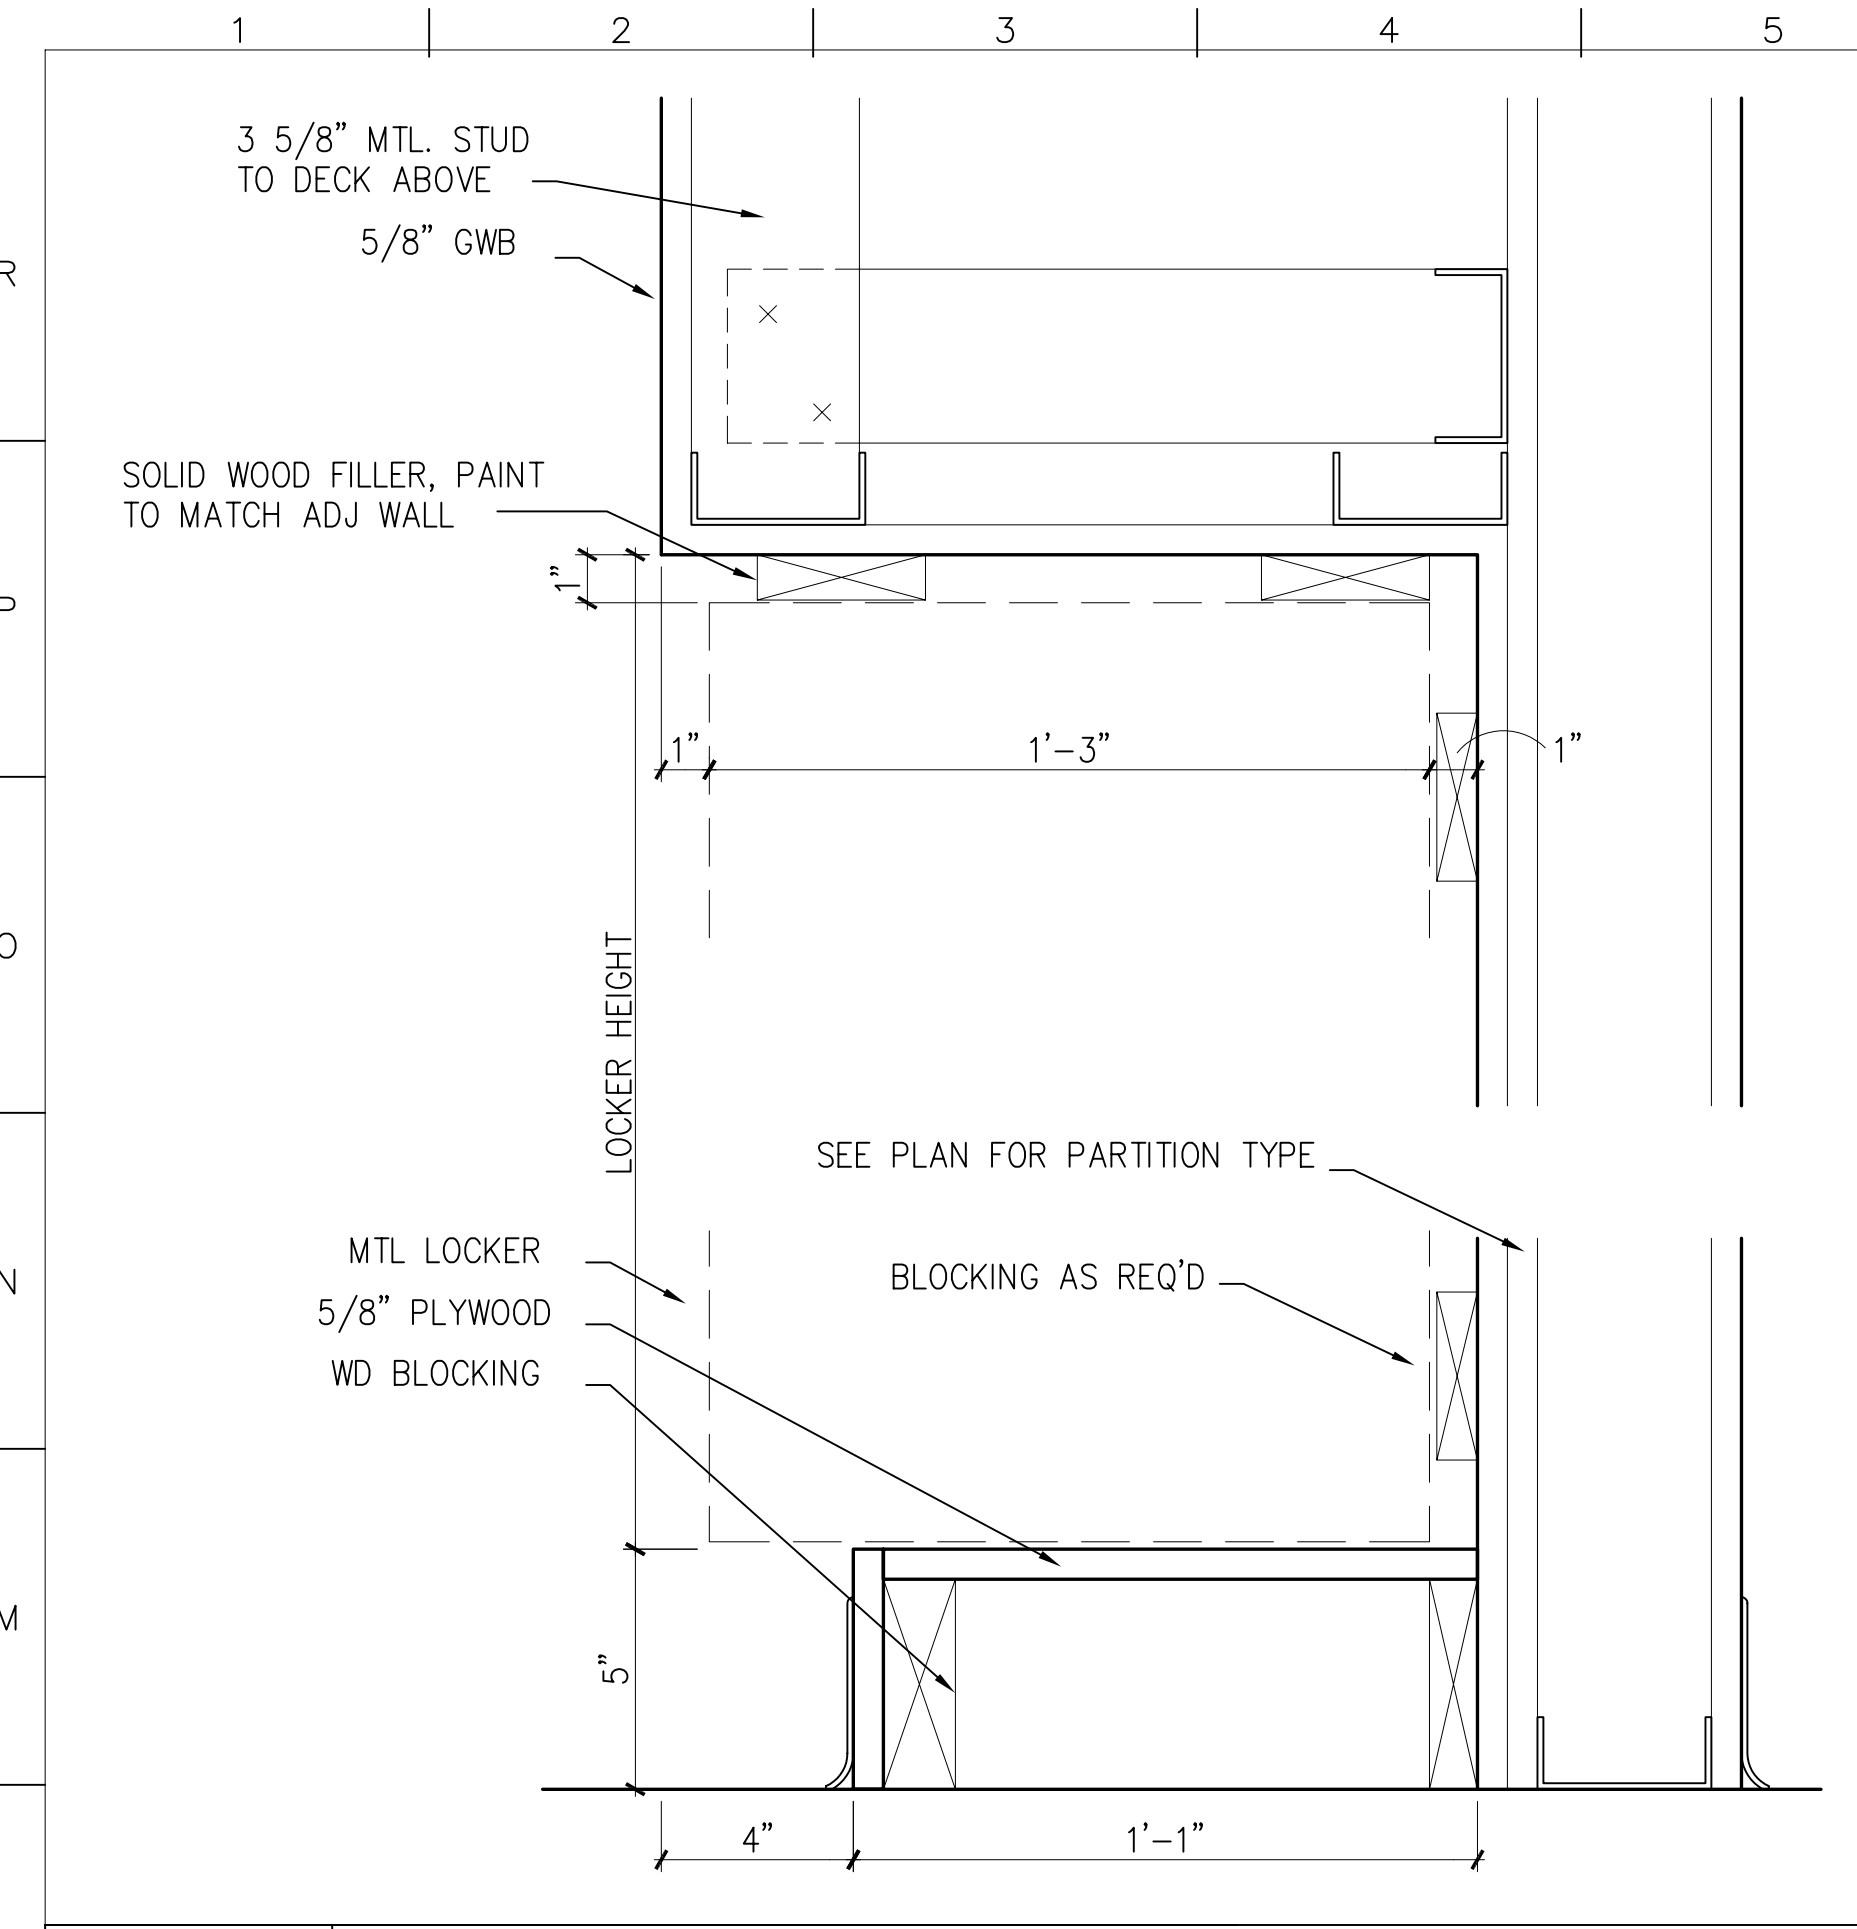 1 2 3 4 5
3 5/8" MTL. STUD
TO DECK ABOVE
5/8" GWB
R
SOLID WOOD FILLER, PAINT
TO MATCH ADJ WALL
1"
P
1" 1'-3" 1"
O
LOCKER HEIGHT
SEE PLAN FOR PARTITION TYPE
MTL LOCKER
BLOCKING AS REQ'D
N
5/8" PLYWOOD
WD BLOCKING
M
5"
4" 1'-1"